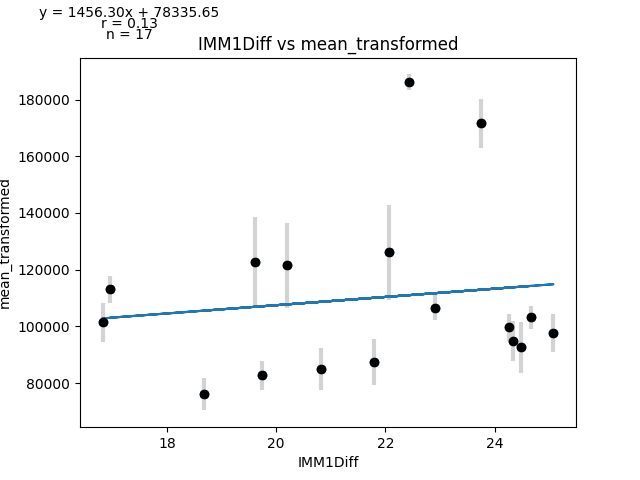 y = 1456.30x + 78335.65
r = 0.13
n = 17
IMM1Diff vs mean_transformed
180000
160000
140000
120000
100000
80000
mean_transformed
18 20 22 24
IMM1Diff